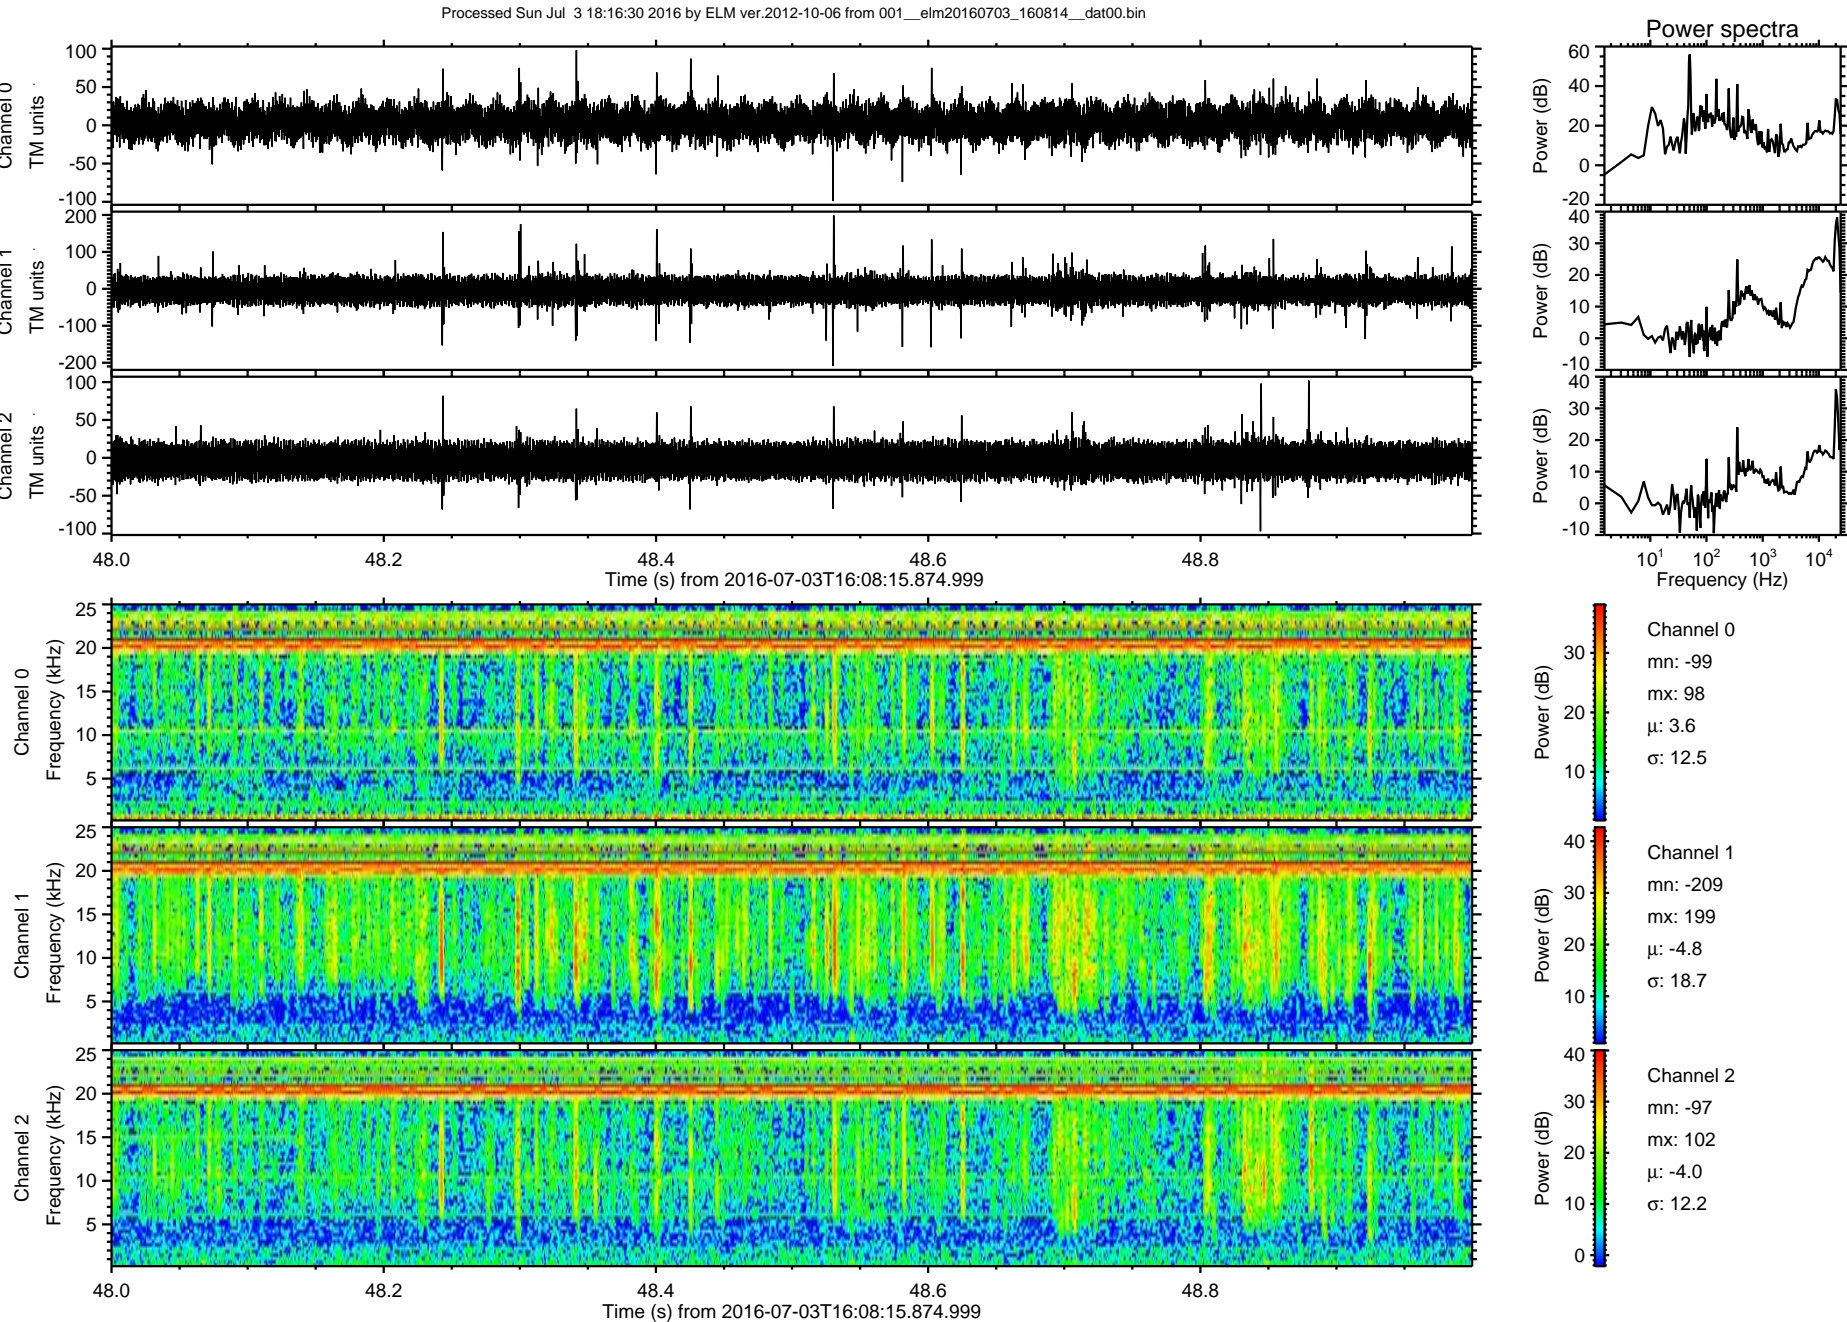 Processed Sun Jul  3 18:16:30 2016 by ELM ver.2012-10-06 from 001__elm20160703_160814__dat00.bin
Power spectra
Channel 0
TM units
100
50
0
-50
-100
Power (dB)
60
40
20
0
-20
Channel 1
TM units
200
100
0
-100
-200
Power (dB)
40
30
20
10
0
-10
Channel 2
TM units
100
50
0
-50
-100
Power (dB)
40
30
20
10
0
-10
48.0 48.2 48.4 48.6 48.8
Time (s) from 2016-07-03T16:08:15.874.999
10¹ 10² 10³ 10⁴
Frequency (Hz)
Channel 0
Frequency (kHz)
25
20
15
10
5
Power (dB)
30
20
10
Channel 0
mn: -99
mx: 98
μ: 3.6
σ: 12.5
Channel 1
Frequency (kHz)
25
20
15
10
5
Power (dB)
40
30
20
10
Channel 1
mn: -209
mx: 199
μ: -4.8
σ: 18.7
Channel 2
Frequency (kHz)
25
20
15
10
5
Power (dB)
40
30
20
10
0
Channel 2
mn: -97
mx: 102
μ: -4.0
σ: 12.2
48.0 48.2 48.4 48.6 48.8
Time (s) from 2016-07-03T16:08:15.874.999